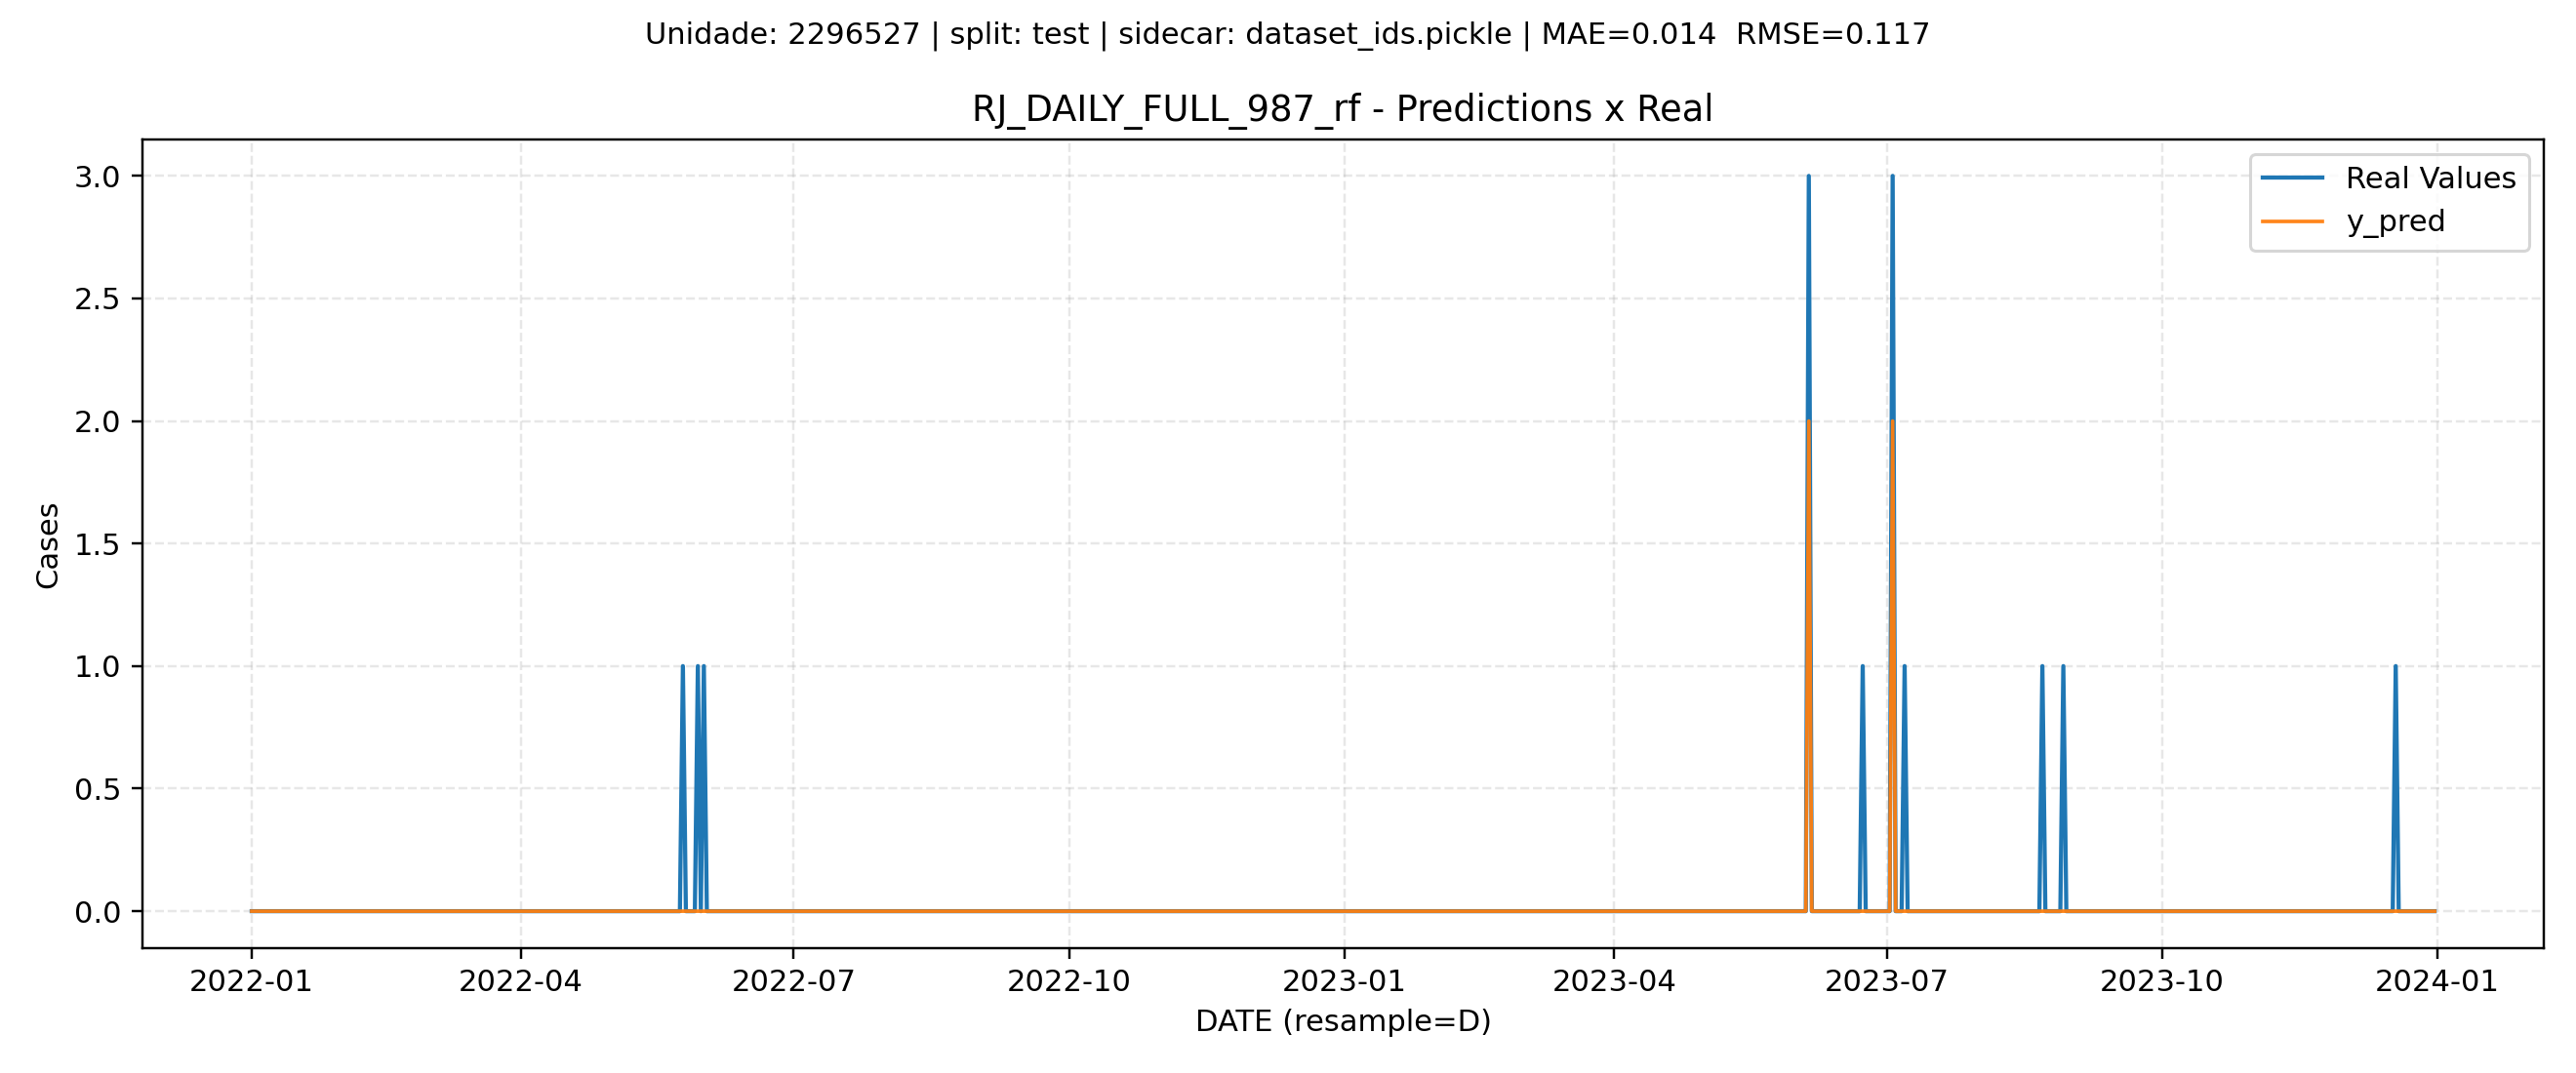 Unidade: 2296527 | split: test | sidecar: dataset_ids.pickle | MAE=0.014  RMSE=0.117
RJ_DAILY_FULL_987_rf - Predictions x Real
Real Values
y_pred
Cases
3.0
2.5
2.0
1.5
1.0
0.5
0.0
2022-01 2022-04 2022-07 2022-10 2023-01 2023-04 2023-07 2023-10 2024-01
DATE (resample=D)